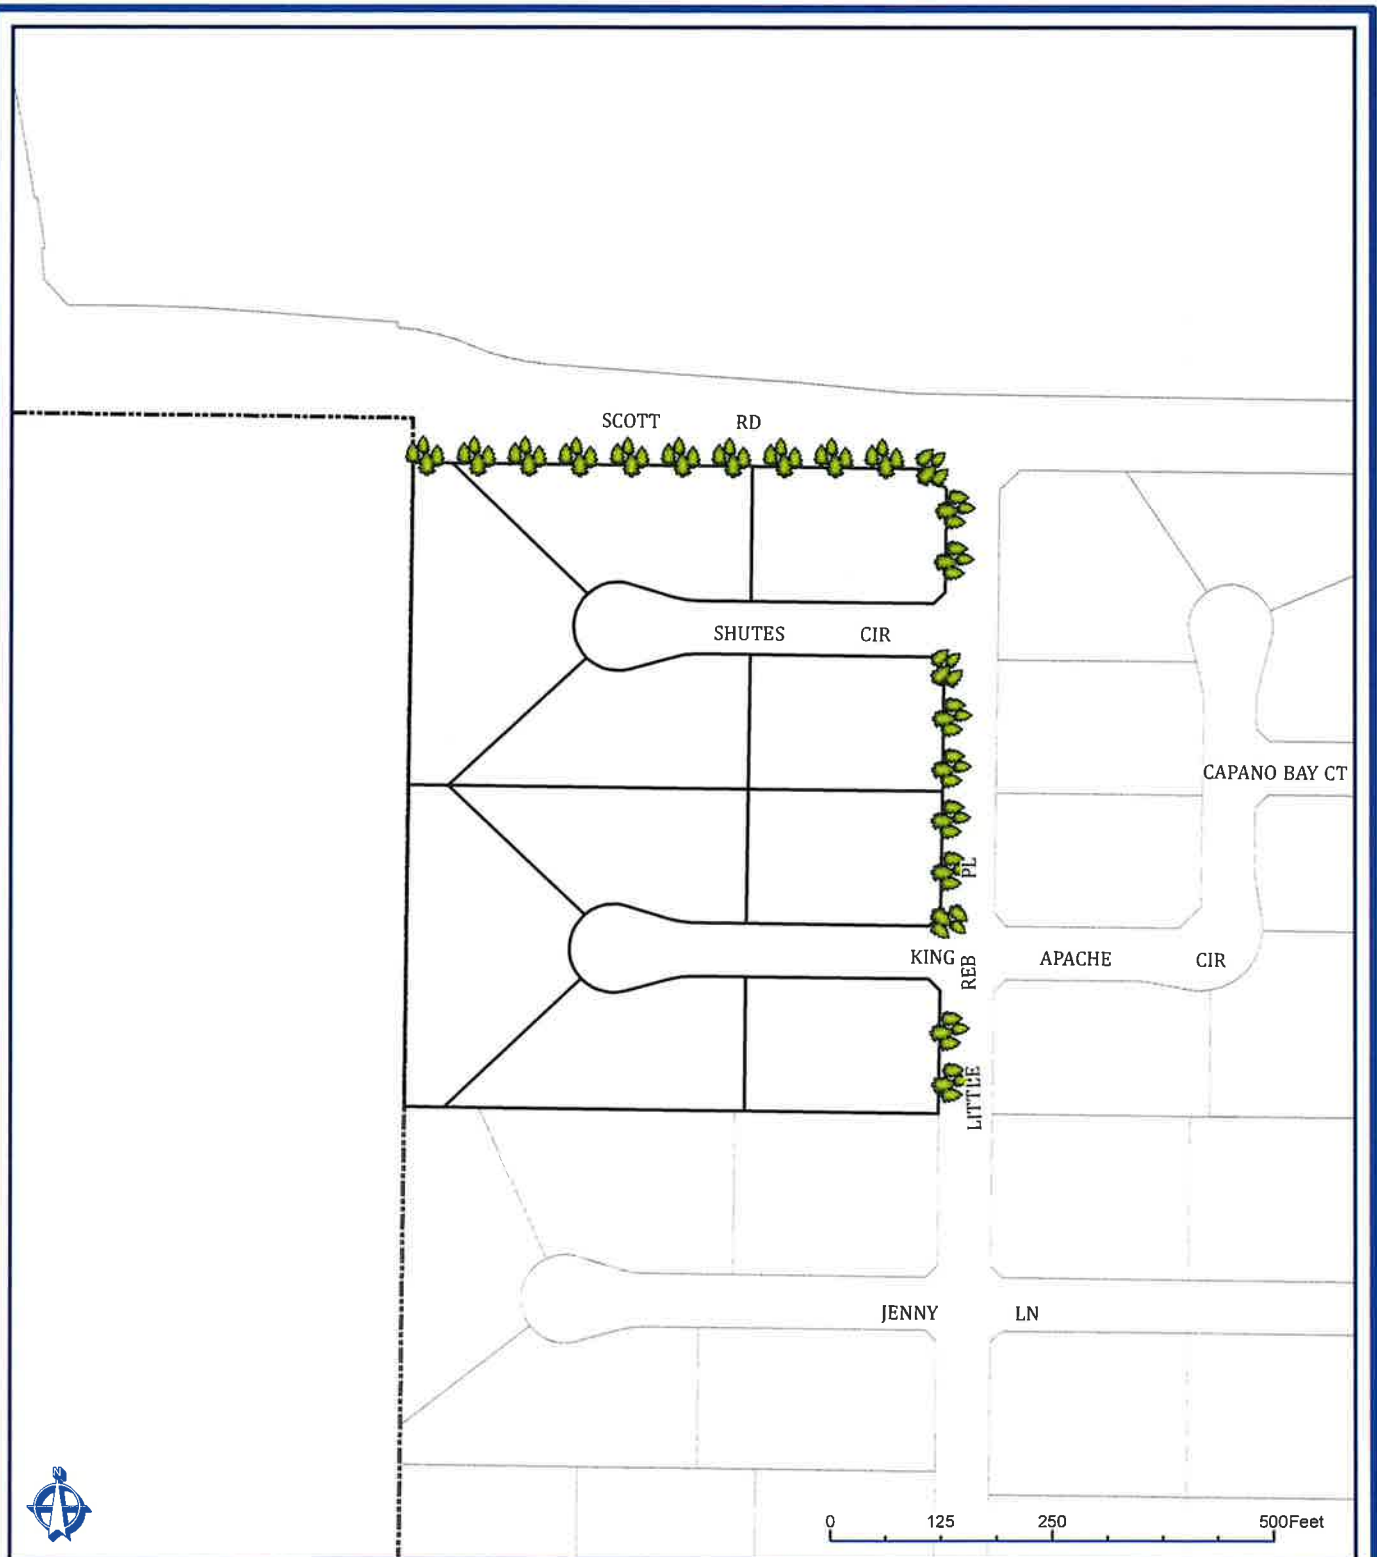 SCOTT RD
SHUTES CIR
CAPANO BAY CT
KING APACHE CIR
LITTLE REB PL
JENNY LN
N
0 125 250 500Feet